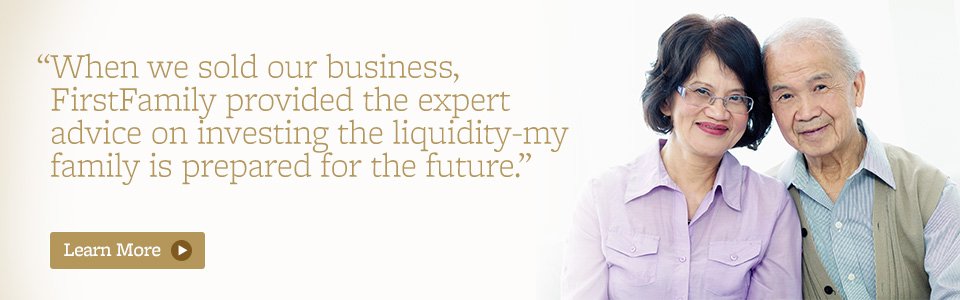 “When we sold our business,
FirstFamily provided the expert
advice on investing the liquidity-my
family is prepared for the future.”
Learn More